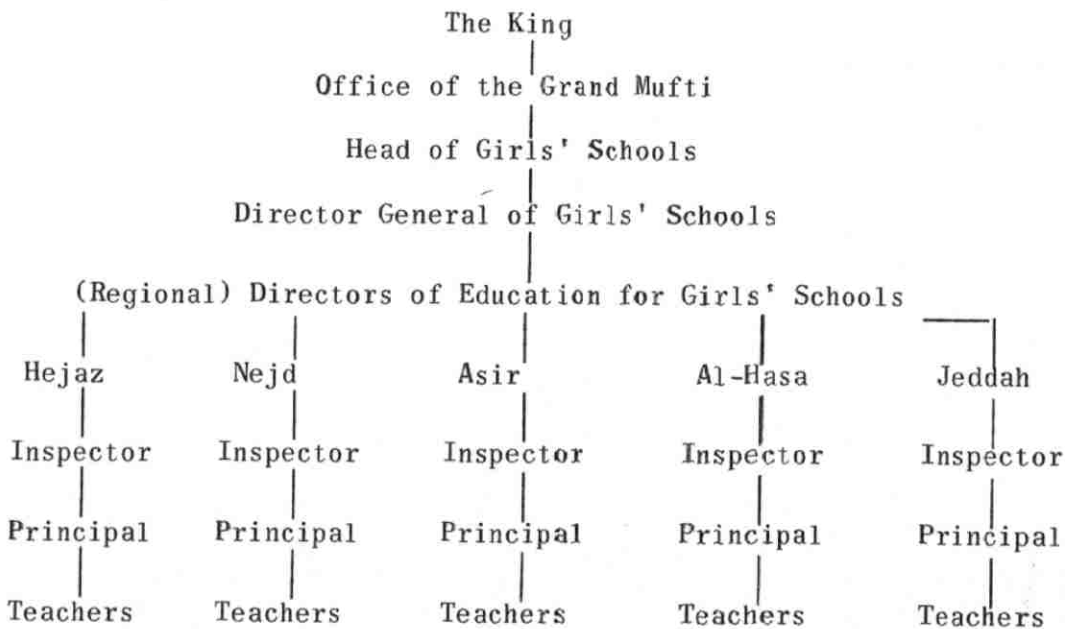 The King
Office of the Grand Mufti
Head of Girls' Schools
Director General of Girls' Schools
(Regional) Directors of Education for Girls' Schools
Hejaz Nejd Asir Al-Hasa Jeddah
Inspector Inspector Inspector Inspector Inspector
Principal Principal Principal Principal Principal
Teachers Teachers Teachers Teachers Teachers